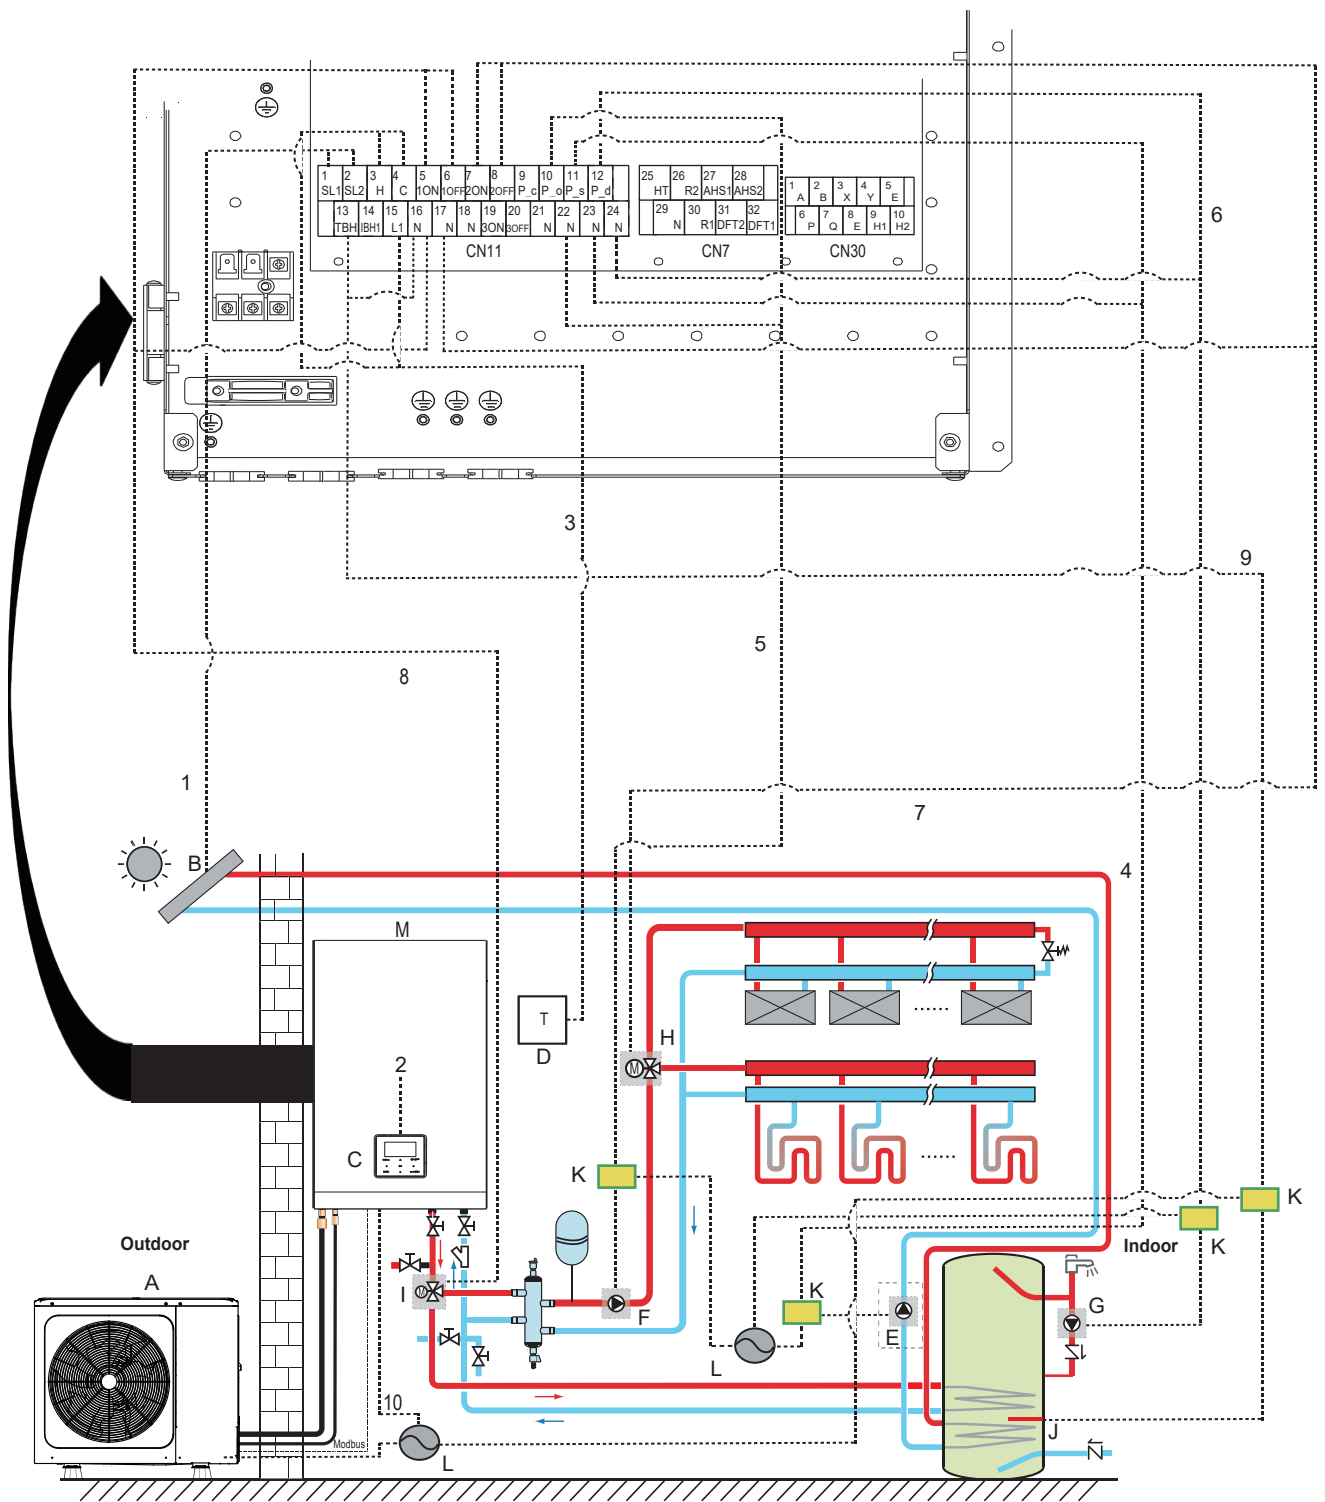 1 2 3 4 5 6 7 8 9 10 11 12
SL1 SL2 H C 1ON 1OFF 2ON 2OFF P_c P_o P_s P_d
13 14 15 16 17 18 19 20 21 22 23 24
TBH IBH1 L1 N N N 3ON 3OFF N N N N
CN11
25 26 27 28
HT R2 AHS1 AHS2
29 30 31 32
N R1 DFT2 DFT1
CN7
1 2 3 4 5
A B X Y E
6 7 8 9 10
P Q E H1 H2
CN30
6
3
9
5
8
1
7
B
4
M
T
D
H
2
C
K
K
K
Outdoor
Indoor
A
M
M
I
F
K
E
G
L
10
J
Modbus
L